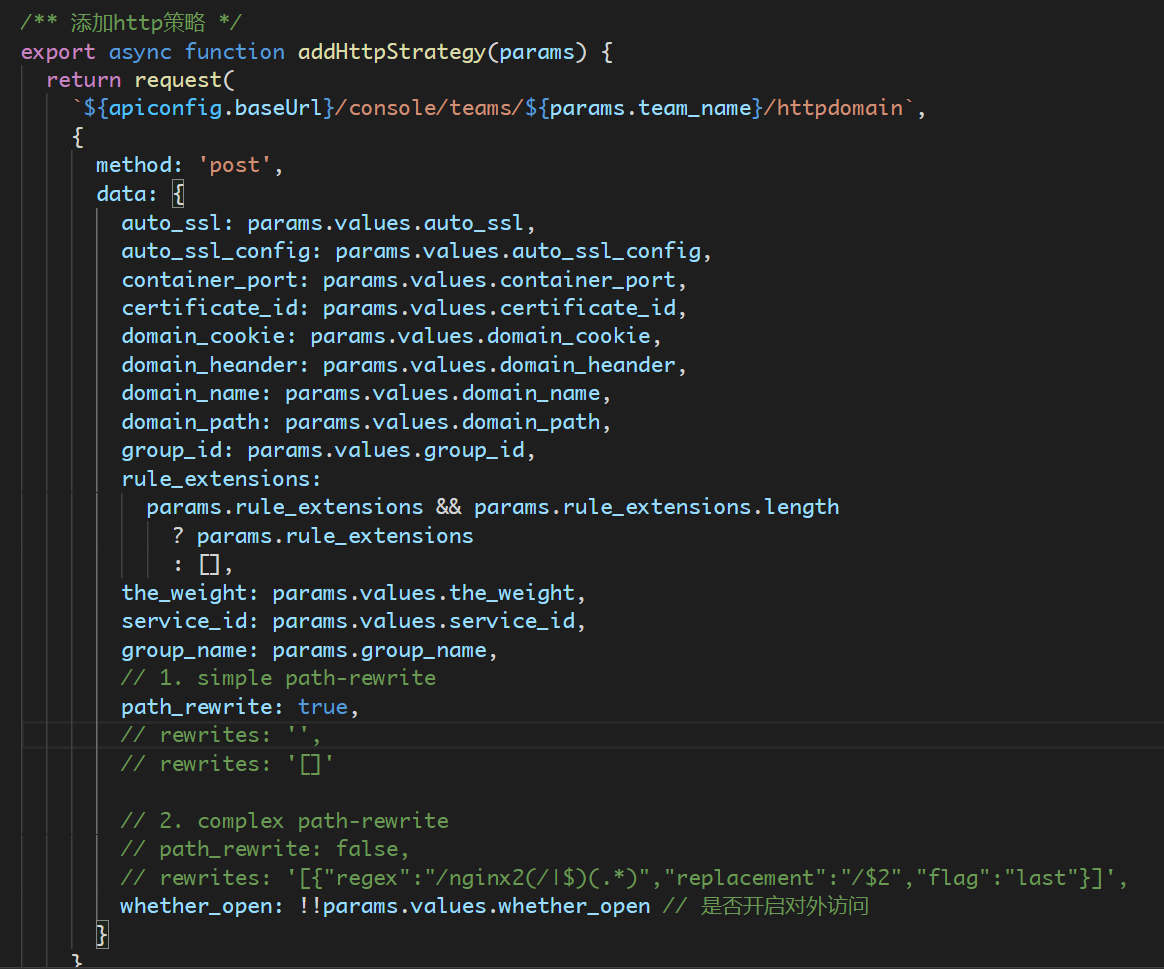 /** 添加http策略 */
export async function addHttpStrategy(params) {
  return request(
    `${apiconfig.baseUrl}/console/teams/${params.team_name}/httpdomain`,
    {
      method: 'post',
      data: {
        auto_ssl: params.values.auto_ssl,
        auto_ssl_config: params.values.auto_ssl_config,
        container_port: params.values.container_port,
        certificate_id: params.values.certificate_id,
        domain_cookie: params.values.domain_cookie,
        domain_heander: params.values.domain_heander,
        domain_name: params.values.domain_name,
        domain_path: params.values.domain_path,
        group_id: params.values.group_id,
        rule_extensions:
          params.rule_extensions && params.rule_extensions.length
            ? params.rule_extensions
            : [],
        the_weight: params.values.the_weight,
        service_id: params.values.service_id,
        group_name: params.group_name,
        // 1. simple path-rewrite
        path_rewrite: true,
        // rewrites: '',
        // rewrites: '[]'

        // 2. complex path-rewrite
        // path_rewrite: false,
        // rewrites: '[{"regex":"/nginx2(/|$)(.*)","replacement":"/$2","flag":"last"}]',
        whether_open: !!params.values.whether_open // 是否开启对外访问
      }
    }